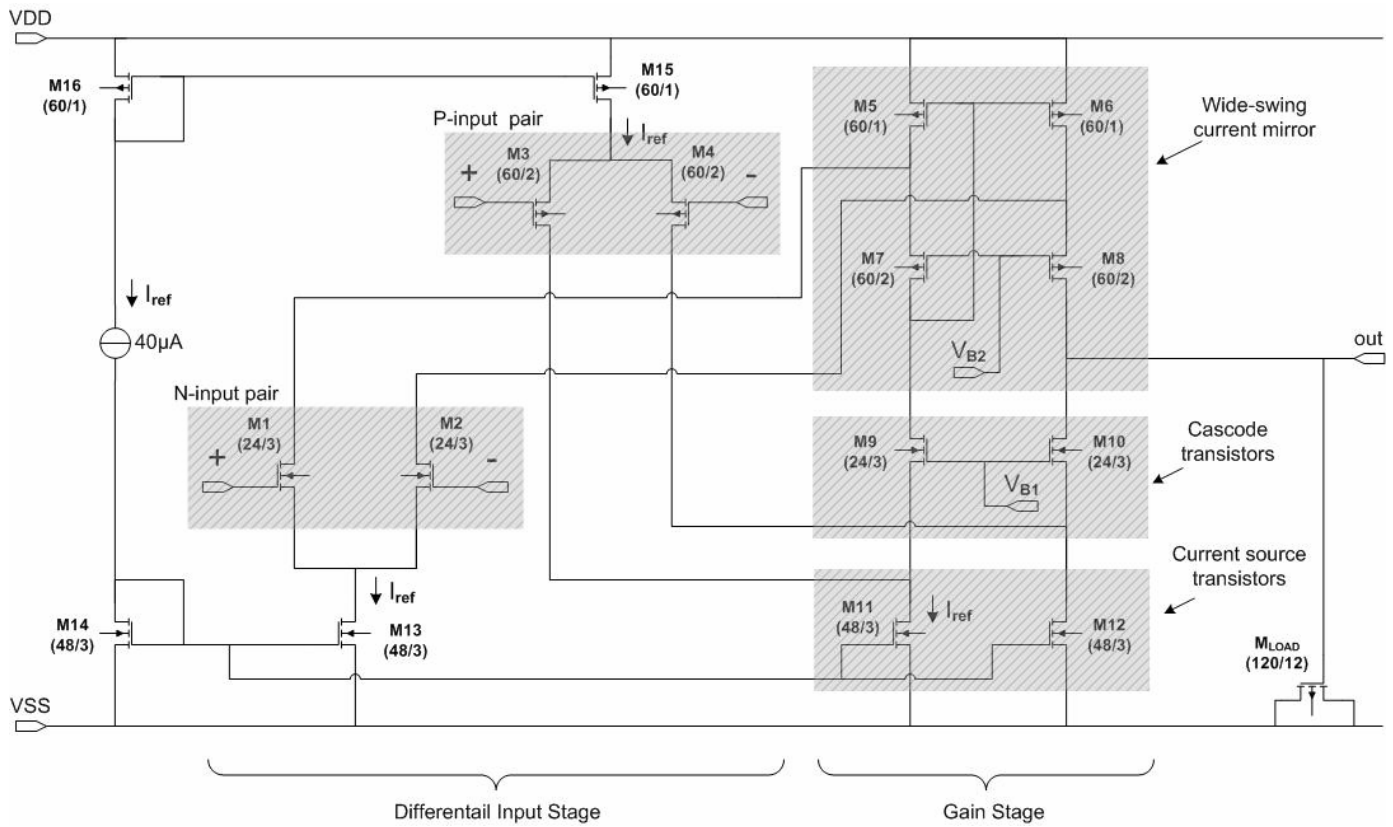 VDD
M16
(60/1)
M15
(60/1)
P-input pair
Iref
M3
(60/2)
M4
(60/2)
+
-
M5
(60/1)
M6
(60/1)
Wide-swing
current mirror
M7
(60/2)
M8
(60/2)
Iref
40µA
VB2
out
N-input pair
M1
(24/3)
M2
(24/3)
+
-
M9
(24/3)
M10
(24/3)
Cascode
transistors
VB1
Iref
M14
(48/3)
M13
(48/3)
M11
(48/3)
Iref
M12
(48/3)
Current source
transistors
MLOAD
(120/12)
VSS
Differentail Input Stage
Gain Stage